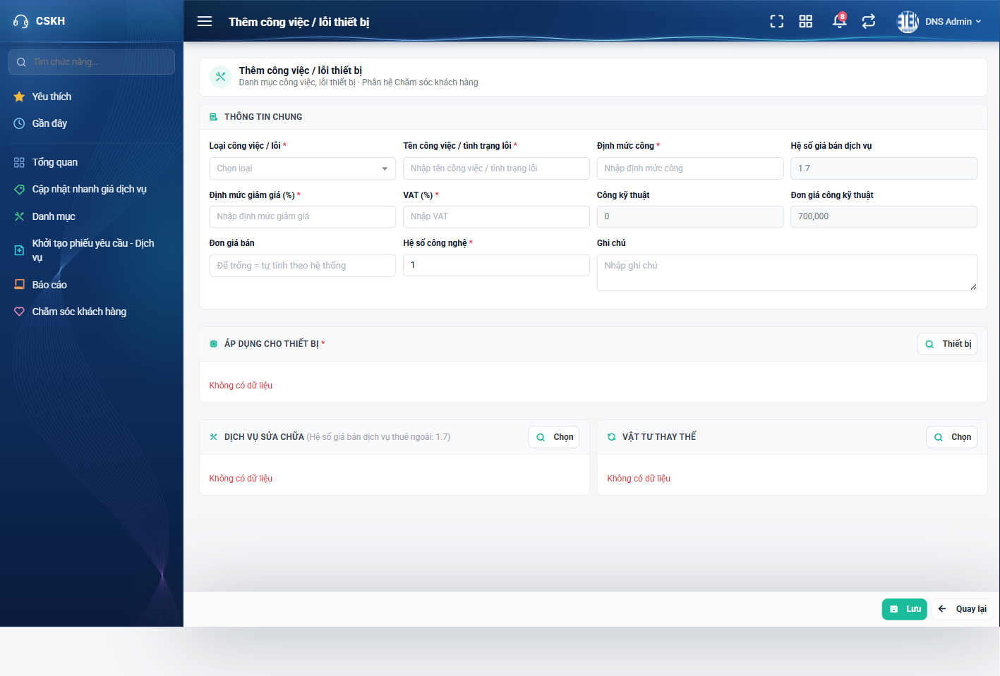 CSKH
Thêm công việc / lỗi thiết bị
8
DNS Admin
Tìm chức năng...
Yêu thích
Gần đây
Tổng quan
Cập nhật nhanh giá dịch vụ
Danh mục
Khởi tạo phiếu yêu cầu - Dịch
vụ
Báo cáo
Chăm sóc khách hàng
Thêm công việc / lỗi thiết bị
Danh mục công việc, lỗi thiết bị · Phân hệ Chăm sóc khách hàng
THÔNG TIN CHUNG
Loại công việc / lỗi * Tên công việc / tình trạng lỗi * Định mức công * Hệ số giá bán dịch vụ
Chọn loại Nhập tên công việc / tình trạng lỗi Nhập định mức công 1.7
Định mức giảm giá (%) * VAT (%) * Công kỹ thuật Đơn giá công kỹ thuật
Nhập định mức giảm giá Nhập VAT 0 700,000
Đơn giá bán Hệ số công nghệ * Ghi chú
Để trống = tự tính theo hệ thống 1 Nhập ghi chú
ÁP DỤNG CHO THIẾT BỊ * Thiết bị
Không có dữ liệu
DỊCH VỤ SỬA CHỮA (Hệ số giá bán dịch vụ thuê ngoài: 1.7) Chọn
Không có dữ liệu
VẬT TƯ THAY THẾ Chọn
Không có dữ liệu
Lưu Quay lại